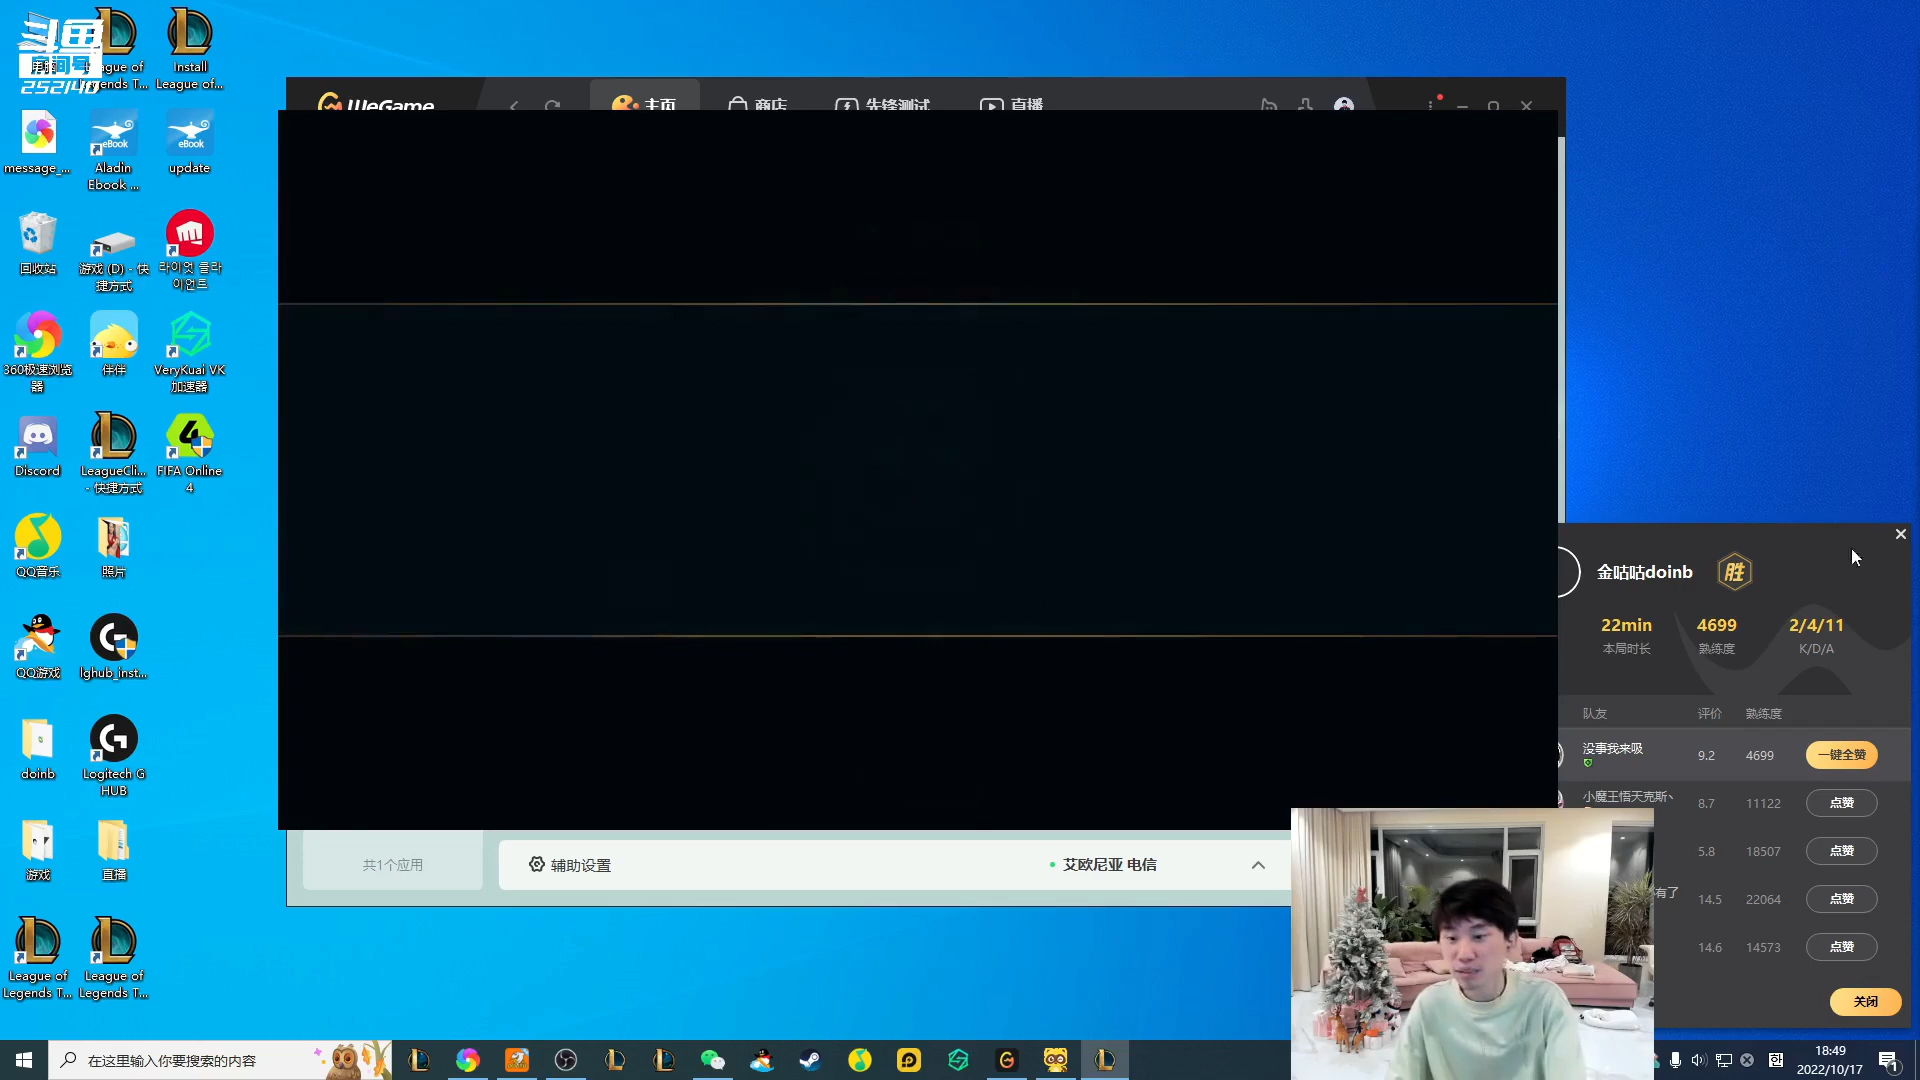 斗鱼
房间号
252140
League of
Legends T...
Install
League of...
message_...
eBook
Aladin
Ebook ...
eBook
update
回收站
游戏 (D) - 快
捷方式
라이엇 클라
이언트
360极速浏览
器
伴伴
VeryKuai VK
加速器
Discord
LeagueCli...
- 快捷方式
FIFA Online
4
QQ音乐
照片
QQ游戏
lghub_inst...
doinb
Logitech G
HUB
游戏
直播
League of
Legends T...
League of
Legends T...
WeGame
主页
商店
先锋测试
直播
共1个应用
辅助设置
艾欧尼亚 电信
金咕咕doinb
胜
22min
4699
2/4/11
本局时长
熟练度
K/D/A
队友
评价
熟练度
没事我来吸
9.2
4699
一键全赞
小魔王悟天克斯丶
8.7
11122
点赞
5.8
18507
点赞
有了
14.5
22064
点赞
14.6
14573
点赞
关闭
在这里输入你要搜索的内容
한
18:49
2022/10/17
1